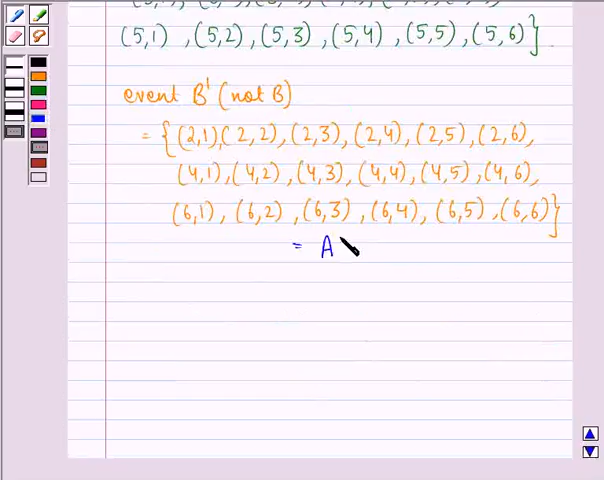 (5,1) , (5,2) , (5,3) , (5,4) , (5,5) , (5,6)}
event B' (not B)
= {(2,1)(2,2), (2,3), (2,4), (2,5), (2,6),
(4,1),(4,2) ,(4,3) ,(4,4) ,(4,5) ,(4,6),
(6,1) , (6,2) , (6,3) , (6,4) , (6,5) , (6,6)}
= A